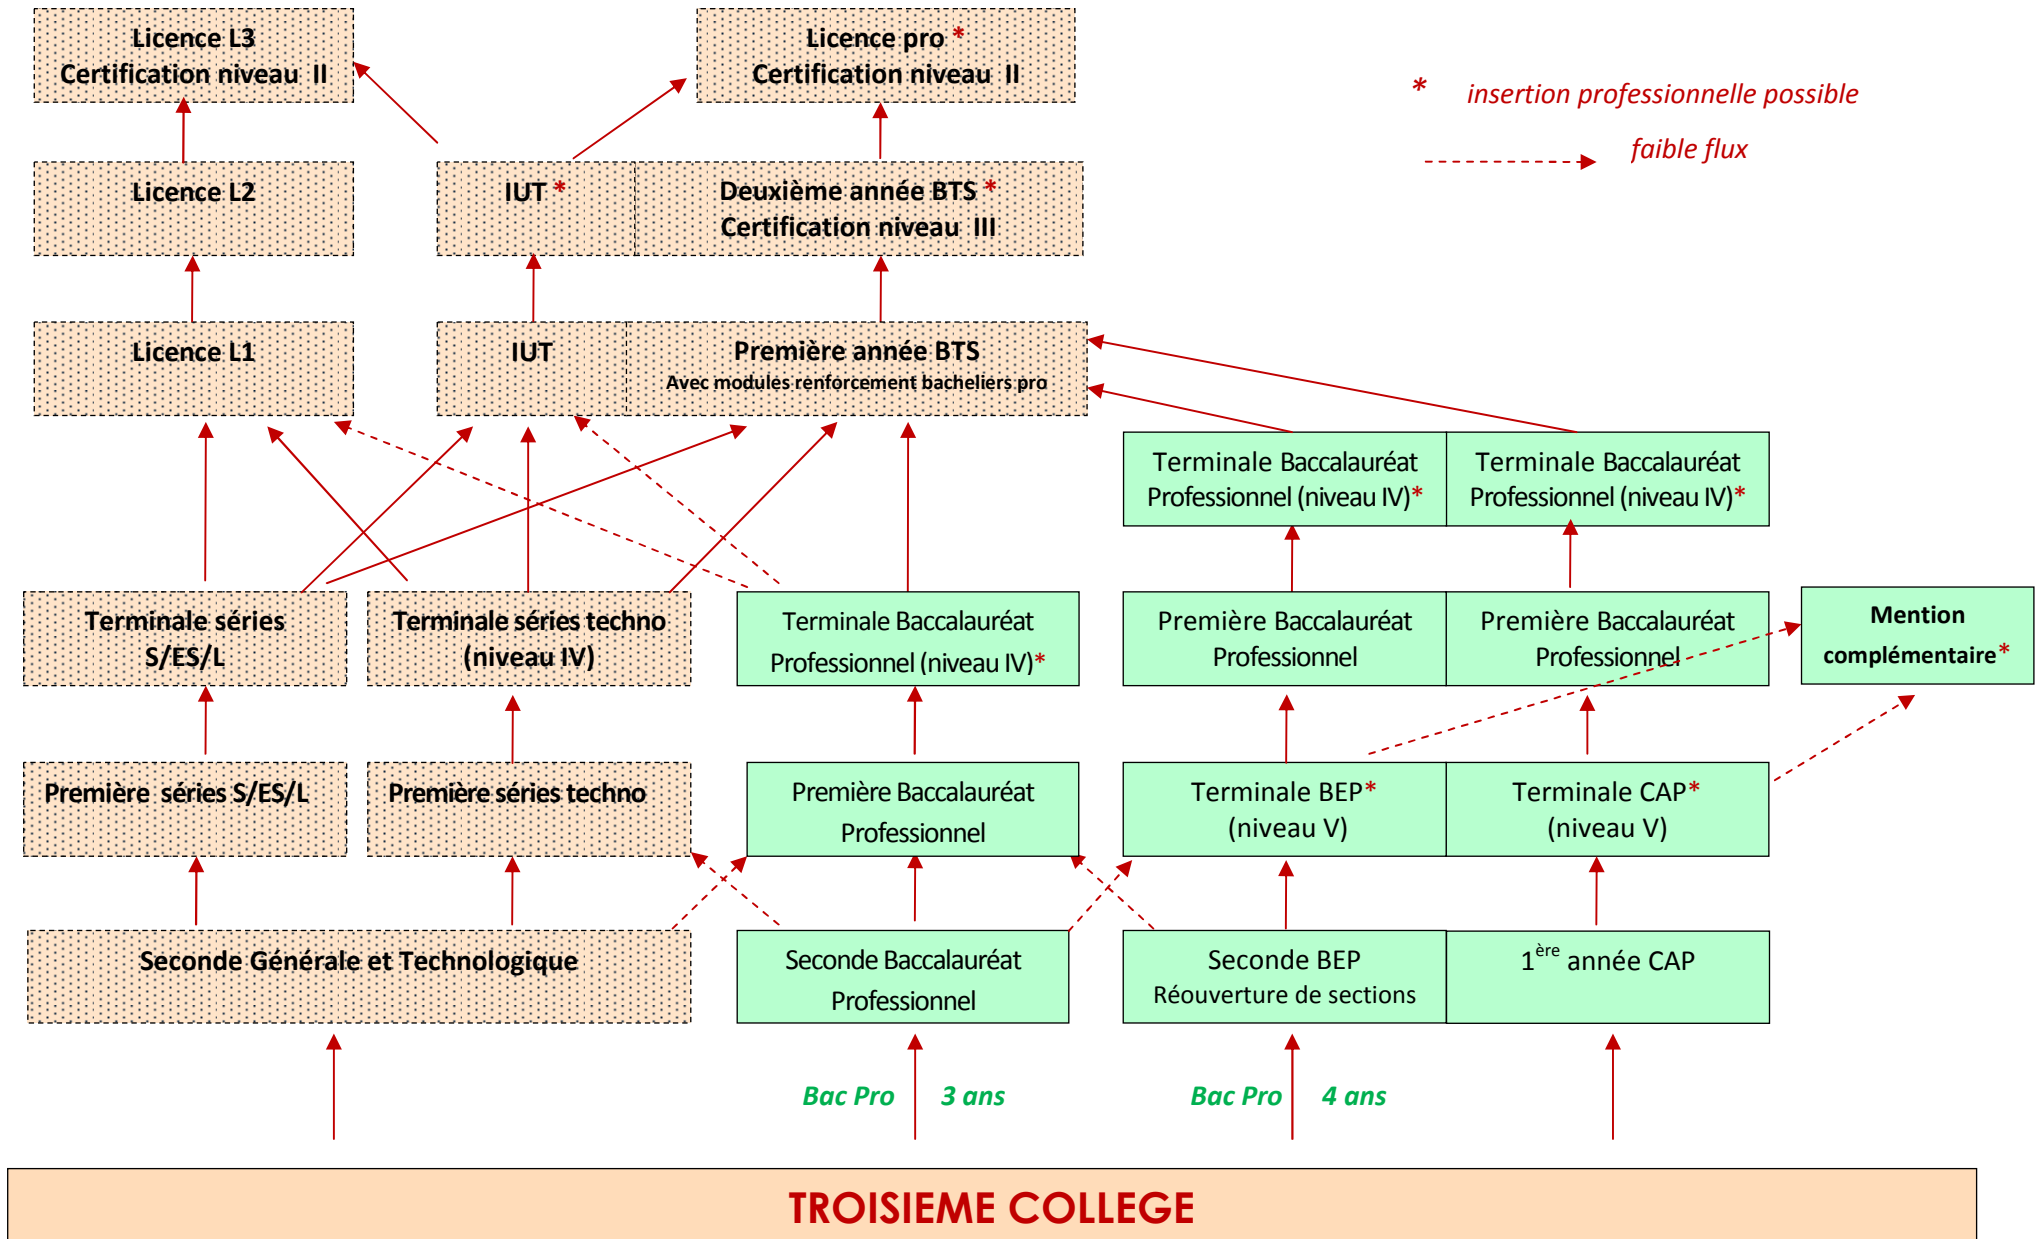 Licence L3
Certification niveau II
Licence pro *
Certification niveau II
* insertion professionnelle possible
faible flux
Licence L2
IUT *
Deuxième année BTS *
Certification niveau III
Licence L1
IUT
Première année BTS
Avec modules renforcement bacheliers pro
Terminale Baccalauréat
Professionnel (niveau IV)*
Terminale Baccalauréat
Professionnel (niveau IV)*
Terminale séries
S/ES/L
Terminale séries techno
(niveau IV)
Terminale Baccalauréat
Professionnel (niveau IV)*
Première Baccalauréat
Professionnel
Première Baccalauréat
Professionnel
Mention
complémentaire*
Première séries S/ES/L
Première séries techno
Première Baccalauréat
Professionnel
Terminale BEP*
(niveau V)
Terminale CAP*
(niveau V)
Seconde Générale et Technologique
Seconde Baccalauréat
Professionnel
Seconde BEP
Réouverture de sections
1ère année CAP
Bac Pro 3 ans
Bac Pro 4 ans
TROISIEME COLLEGE